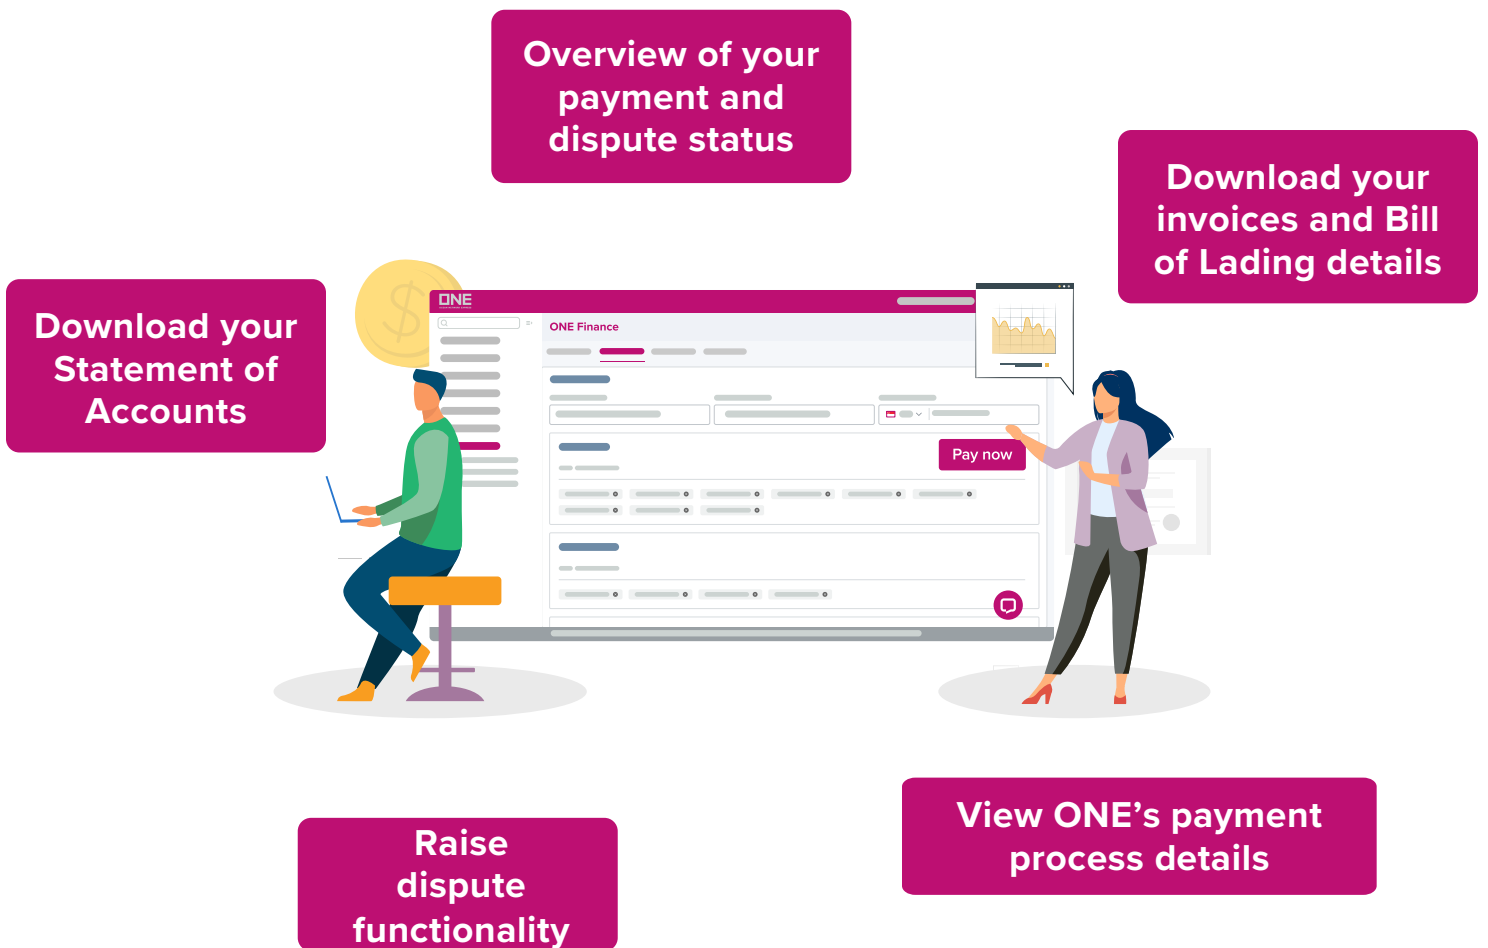 Overview of your
payment and
dispute status
Download your
invoices and Bill
of Lading details
Download your
Statement of
Accounts
ONE
ONE Finance
Pay now
View ONE’s payment
process details
Raise
dispute
functionality